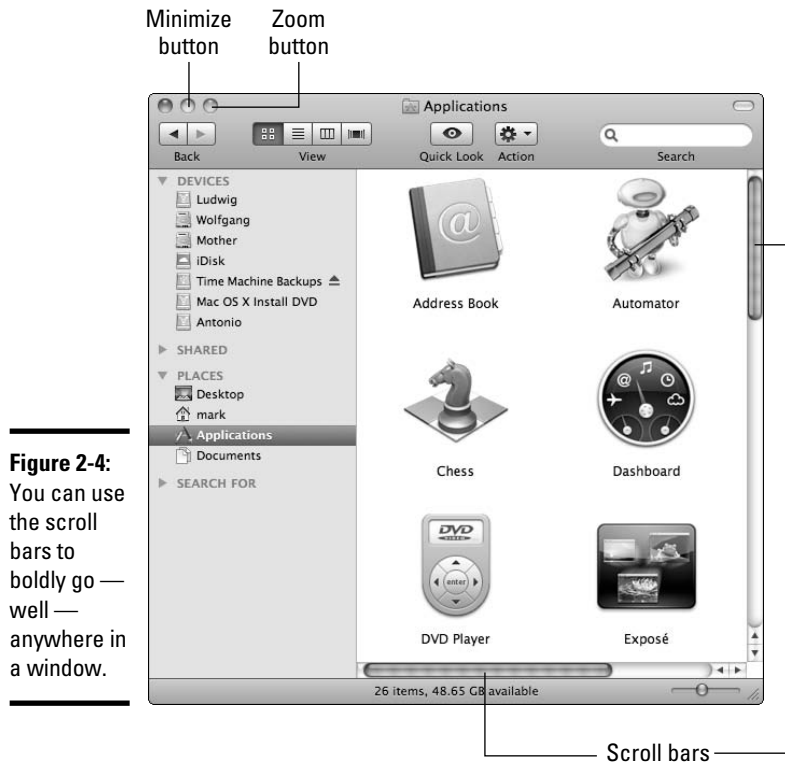 Minimize
button
Zoom
button
Applications
Back
View
Quick Look
Action
Search
DEVICES
Ludwig
Wolfgang
Mother
iDisk
Time Machine Backups
Mac OS X Install DVD
Antonio
SHARED
PLACES
Desktop
mark
Applications
Documents
SEARCH FOR
@
Address Book
Automator
Chess
@
Dashboard
DVD
VIDEO
enter
DVD Player
Exposé
26 items, 48.65 GB available
Figure 2-4:
You can use
the scroll
bars to
boldly go —
well —
anywhere in
a window.
Scroll bars